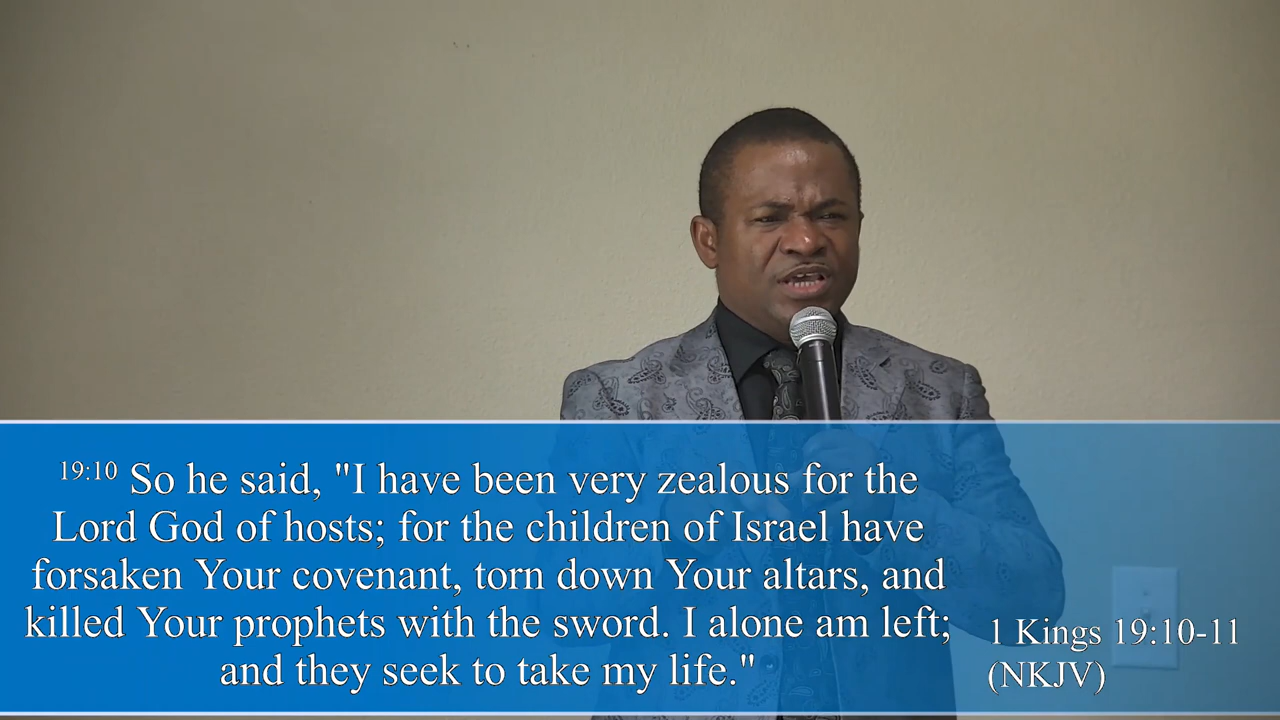 19:10 So he said, "I have been very zealous for the
Lord God of hosts; for the children of Israel have
forsaken Your covenant, torn down Your altars, and
killed Your prophets with the sword. I alone am left;
and they seek to take my life."
1 Kings 19:10-11
(NKJV)